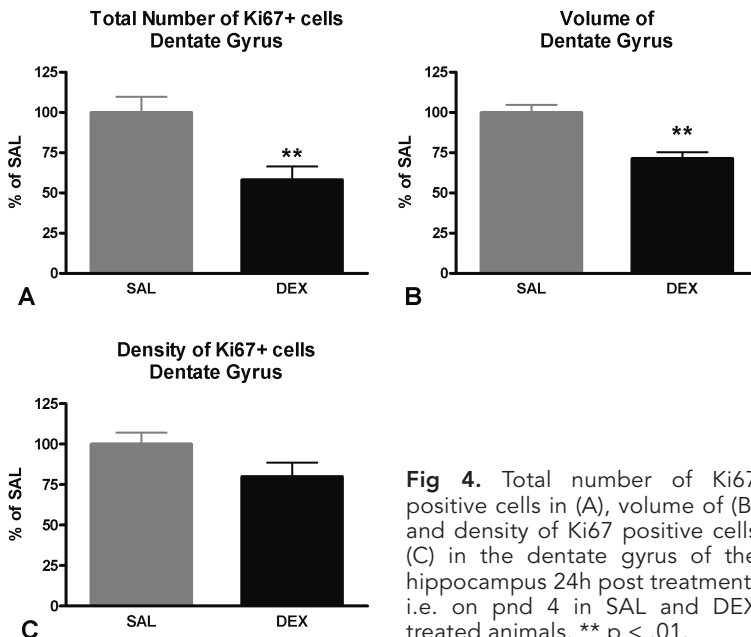 Total Number of Ki67+ cells
Dentate Gyrus
125
100
75
50
25
0
% of SAL
**
SAL DEX
A
Volume of
Dentate Gyrus
125
100
75
50
25
0
% of SAL
**
SAL DEX
B
Density of Ki67+ cells
Dentate Gyrus
125
100
75
50
25
0
% of SAL
SAL DEX
C
Fig 4. Total number of Ki67
positive cells in (A), volume of (B)
and density of Ki67 positive cells
(C) in the dentate gyrus of the
hippocampus 24h post treatment,
i.e. on pnd 4 in SAL and DEX
treated animals. ** p < .01.